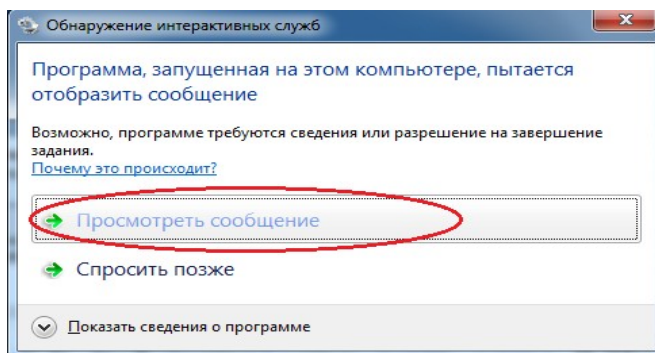 Обнаружение интерактивных служб
Программа, запущенная на этом компьютере, пытается
отобразить сообщение
Возможно, программе требуются сведения или разрешение на завершение
задания.
Почему это происходит?
Просмотреть сообщение
Спросить позже
Показать сведения о программе